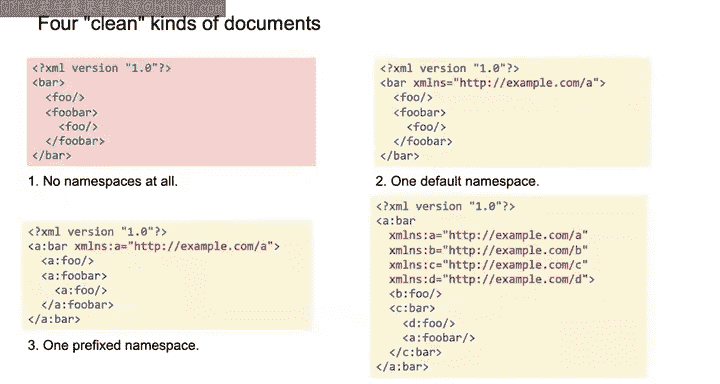 Four "clean" kinds of documents
<?xml version "1.0"?>
<bar>
  <foo/>
  <foobar>
    <foo/>
  </foobar>
</bar>
1. No namespaces at all.
<?xml version "1.0"?>
<bar xmlns="http://example.com/a">
  <foo/>
  <foobar>
    <foo/>
  </foobar>
</bar>
2. One default namespace.
<?xml version "1.0"?>
<a:bar xmlns:a="http://example.com/a">
  <a:foo/>
  <a:foobar>
    <a:foo/>
  </a:foobar>
</a:bar>
3. One prefixed namespace.
<?xml version "1.0"?>
<a:bar
  xmlns:a="http://example.com/a"
  xmlns:b="http://example.com/b"
  xmlns:c="http://example.com/c"
  xmlns:d="http://example.com/d">
  <b:foo/>
  <c:bar>
    <d:foo/>
    <a:foobar/>
  </c:bar>
</a:bar>